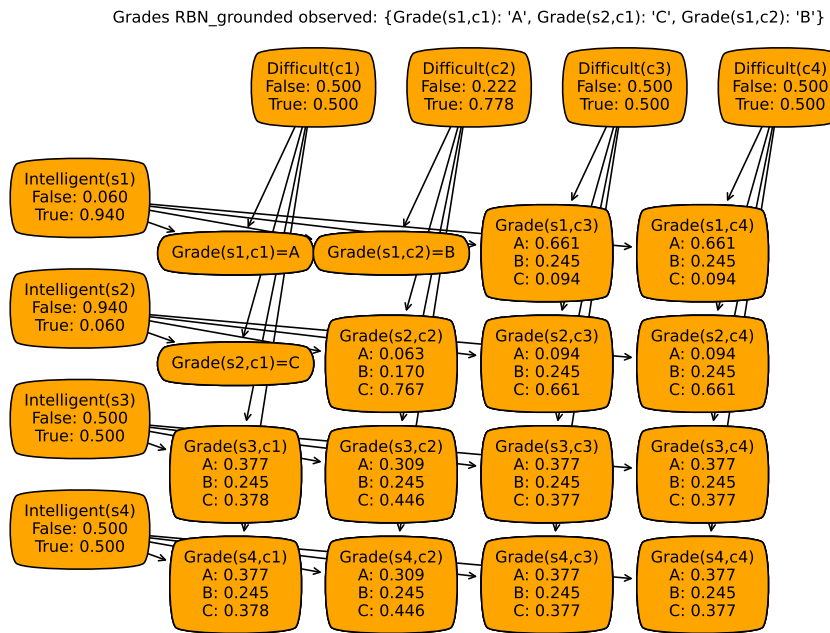 Grades RBN_grounded observed: {Grade(s1,c1): 'A', Grade(s2,c1): 'C', Grade(s1,c2): 'B'}
Difficult(c1)
False: 0.500
True: 0.500
Difficult(c2)
False: 0.222
True: 0.778
Difficult(c3)
False: 0.500
True: 0.500
Difficult(c4)
False: 0.500
True: 0.500
Intelligent(s1)
False: 0.060
True: 0.940
Grade(s1,c1)=A
Grade(s1,c2)=B
Grade(s1,c3)
A: 0.661
B: 0.245
C: 0.094
Grade(s1,c4)
A: 0.661
B: 0.245
C: 0.094
Intelligent(s2)
False: 0.940
True: 0.060
Grade(s2,c1)=C
Grade(s2,c2)
A: 0.063
B: 0.170
C: 0.767
Grade(s2,c3)
A: 0.094
B: 0.245
C: 0.661
Grade(s2,c4)
A: 0.094
B: 0.245
C: 0.661
Intelligent(s3)
False: 0.500
True: 0.500
Grade(s3,c1)
A: 0.377
B: 0.245
C: 0.378
Grade(s3,c2)
A: 0.309
B: 0.245
C: 0.446
Grade(s3,c3)
A: 0.377
B: 0.245
C: 0.377
Grade(s3,c4)
A: 0.377
B: 0.245
C: 0.377
Intelligent(s4)
False: 0.500
True: 0.500
Grade(s4,c1)
A: 0.377
B: 0.245
C: 0.378
Grade(s4,c2)
A: 0.309
B: 0.245
C: 0.446
Grade(s4,c3)
A: 0.377
B: 0.245
C: 0.377
Grade(s4,c4)
A: 0.377
B: 0.245
C: 0.377